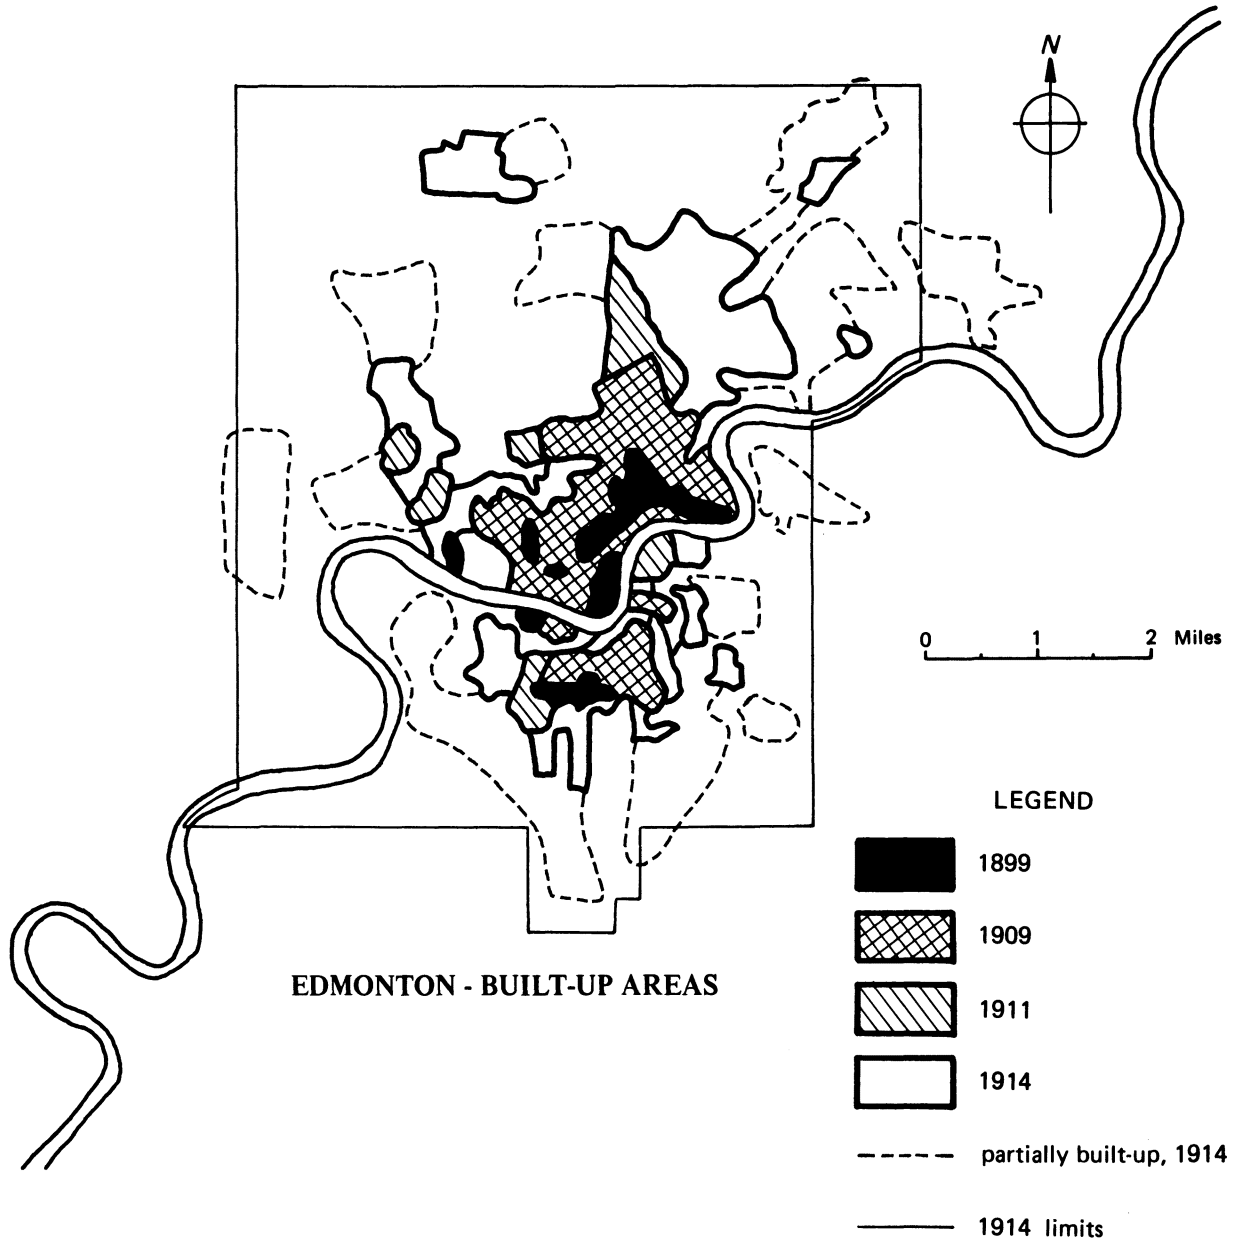 N
0 1 2 Miles
LEGEND
1899
1909
1911
1914
partially built-up, 1914
1914 limits
EDMONTON - BUILT-UP AREAS